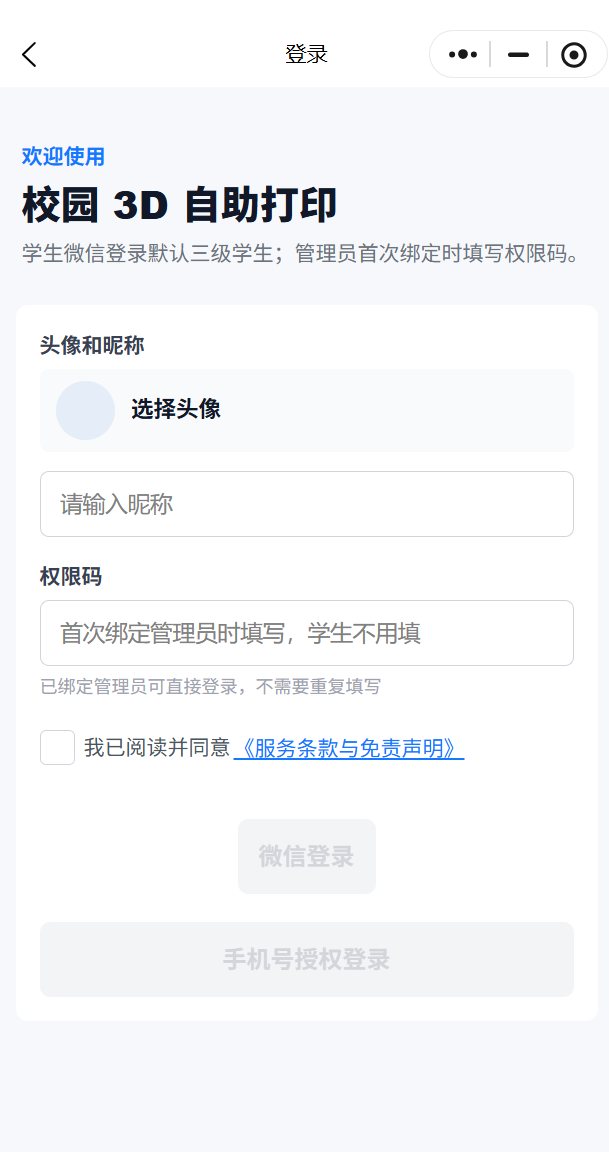 登录
欢迎使用
校园 3D 自助打印
学生微信登录默认三级学生；管理员首次绑定时填写权限码。
头像和昵称
选择头像
请输入昵称
权限码
首次绑定管理员时填写，学生不用填
已绑定管理员可直接登录，不需要重复填写
我已阅读并同意《服务条款与免责声明》
微信登录
手机号授权登录